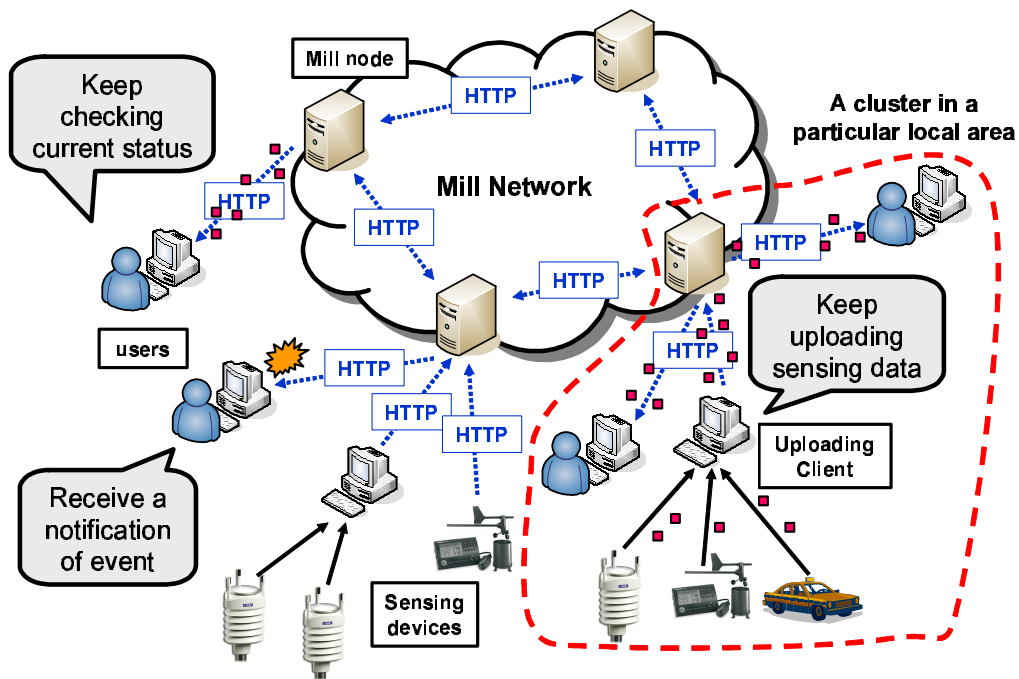 Mill node
Keep
checking
current status
HTTP
A cluster in a
particular local area
HTTP
HTTP
Mill Network
HTTP
HTTP
HTTP
users
Keep
uploading
sensing data
HTTP
HTTP
HTTP
HTTP
Uploading
Client
Receive a
notification
of event
Sensing
devices